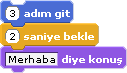 3 adım git
2 saniye bekle
Merhaba diye konuş